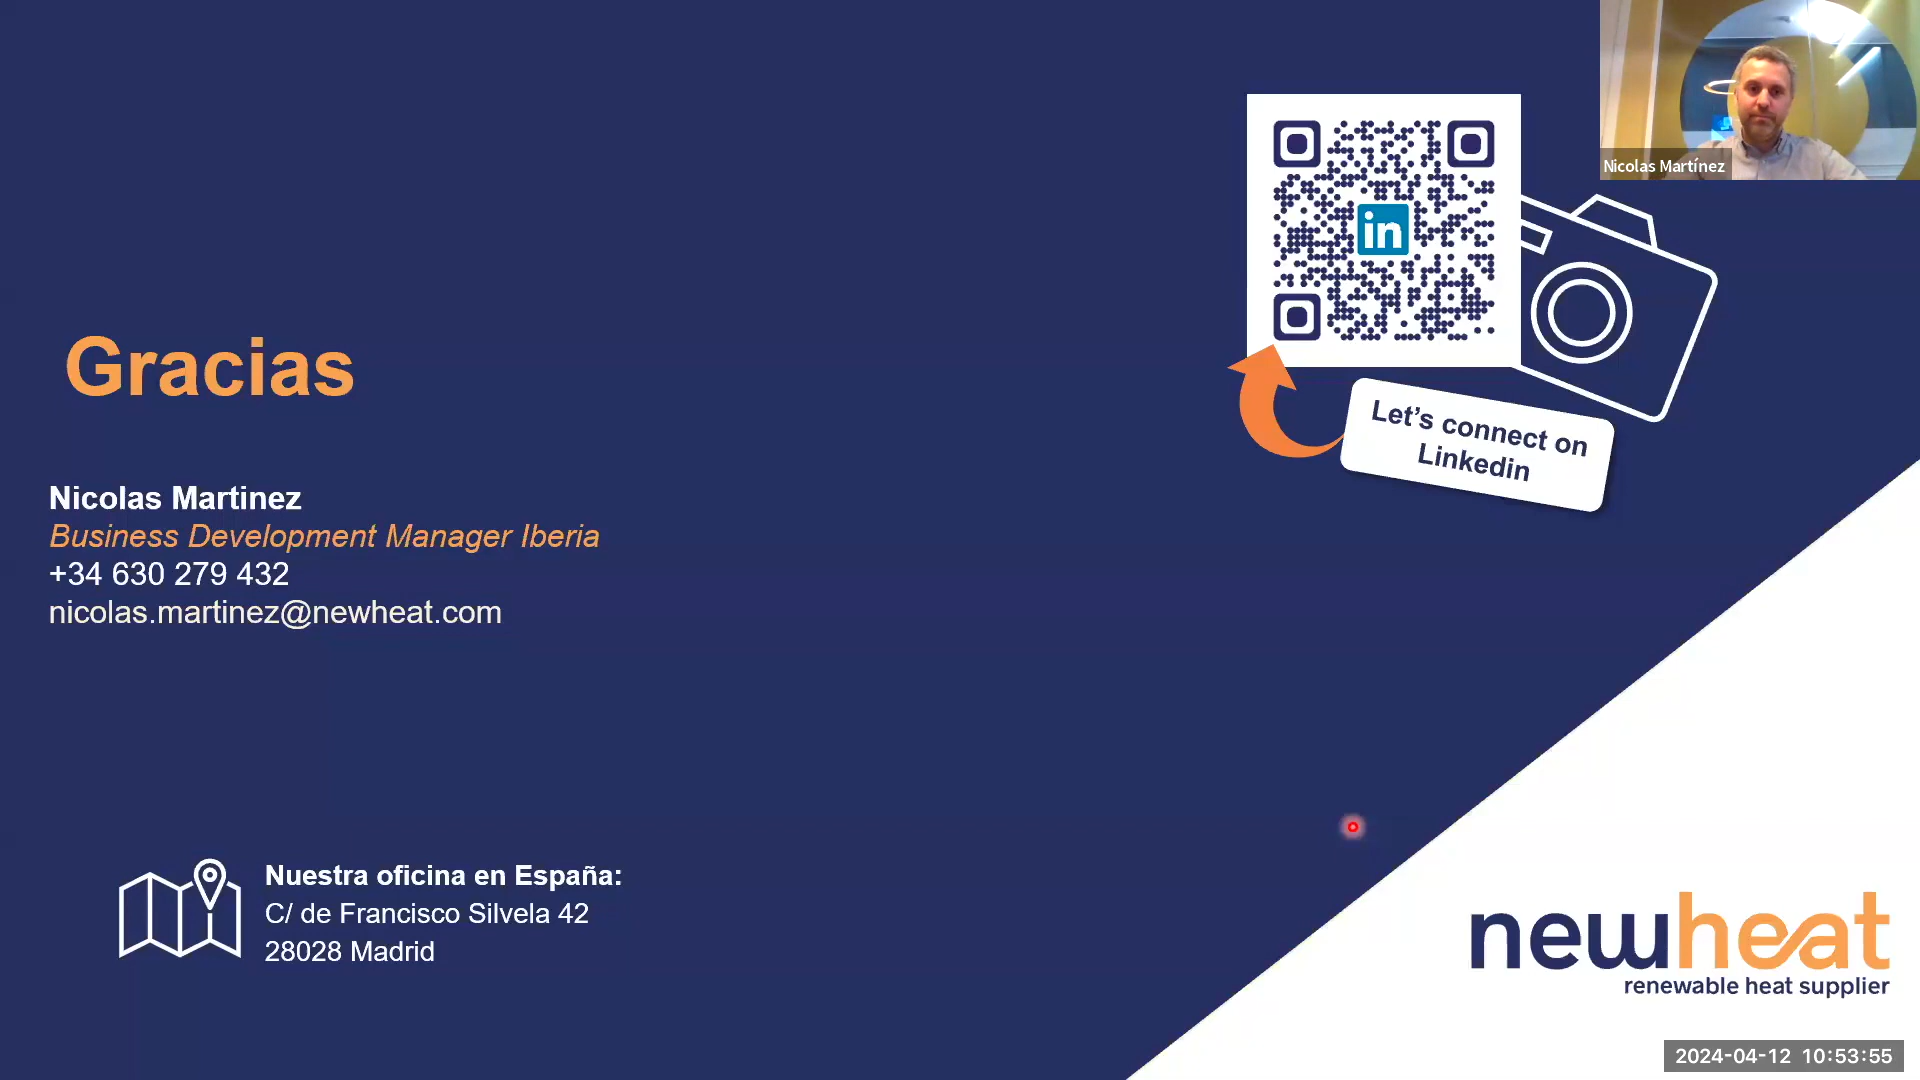 Nicolas Martínez
in
Let’s connect on
Linkedin
Gracias
Nicolas Martinez
Business Development Manager Iberia
+34 630 279 432
nicolas.martinez@newheat.com
Nuestra oficina en España:
C/ de Francisco Silvela 42
28028 Madrid
newheat
renewable heat supplier
2024-04-12 10:53:55